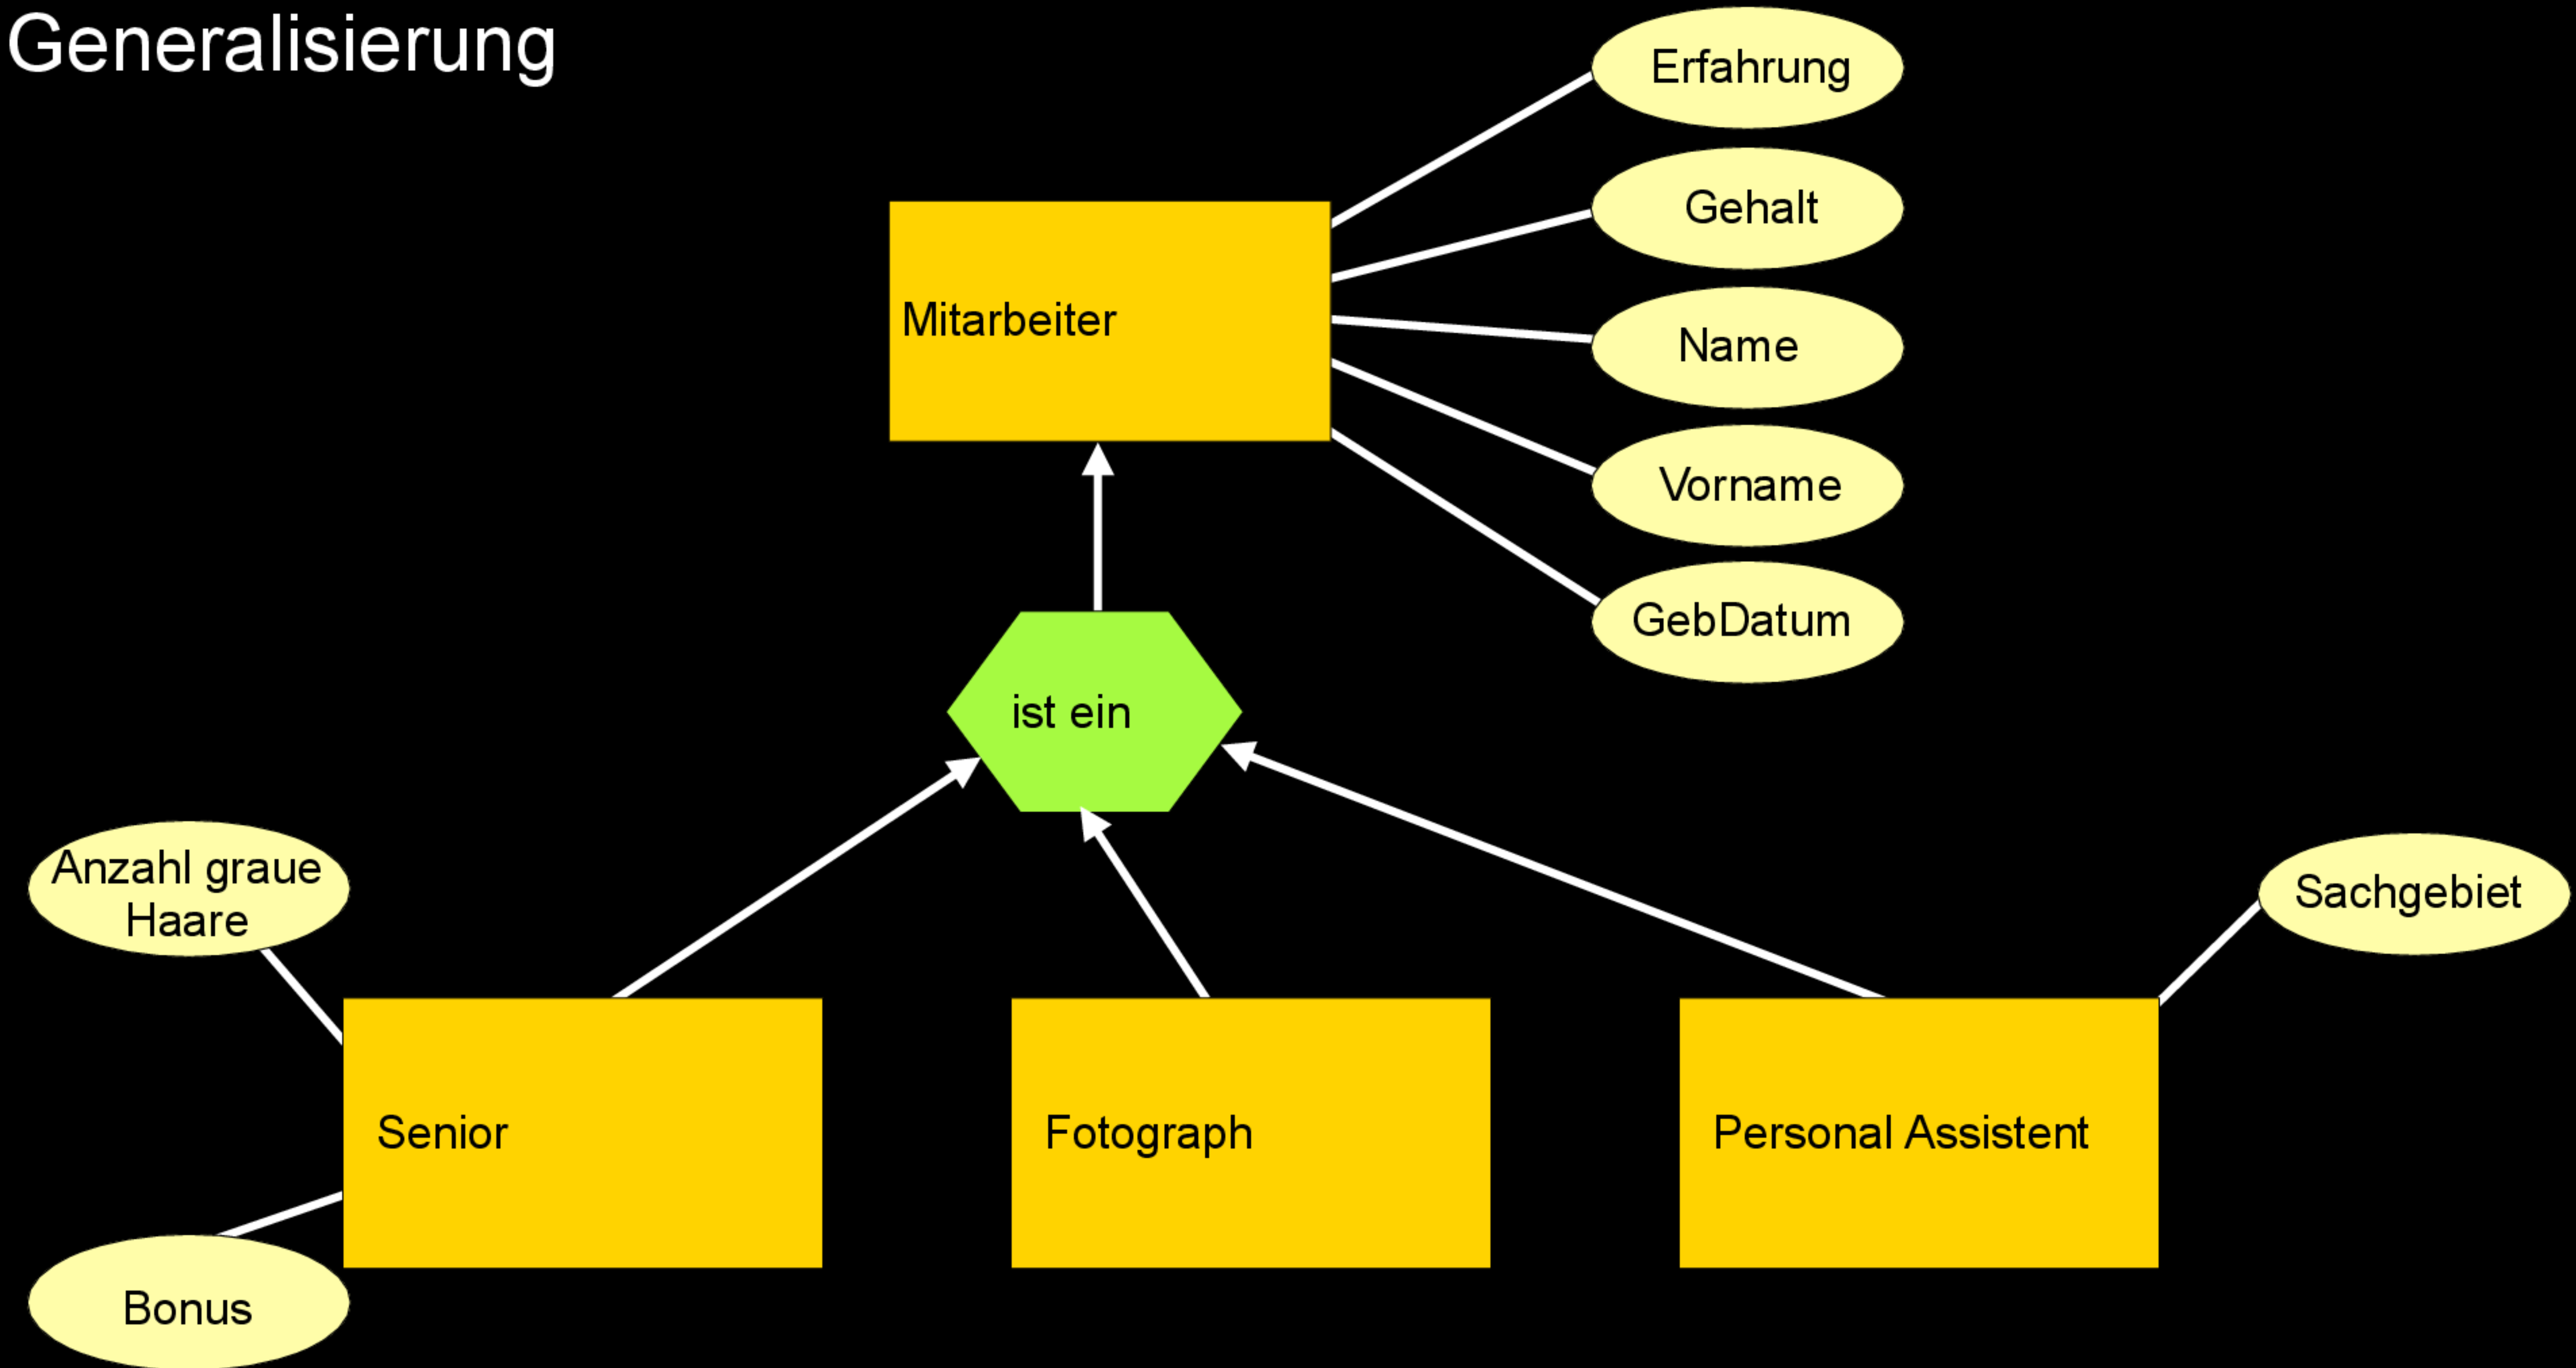 Generalisierung
Erfahrung
Gehalt
Mitarbeiter
Name
Vorname
GebDatum
ist ein
Anzahl graue
Haare
Sachgebiet
Senior
Fotograph
Personal Assistent
Bonus